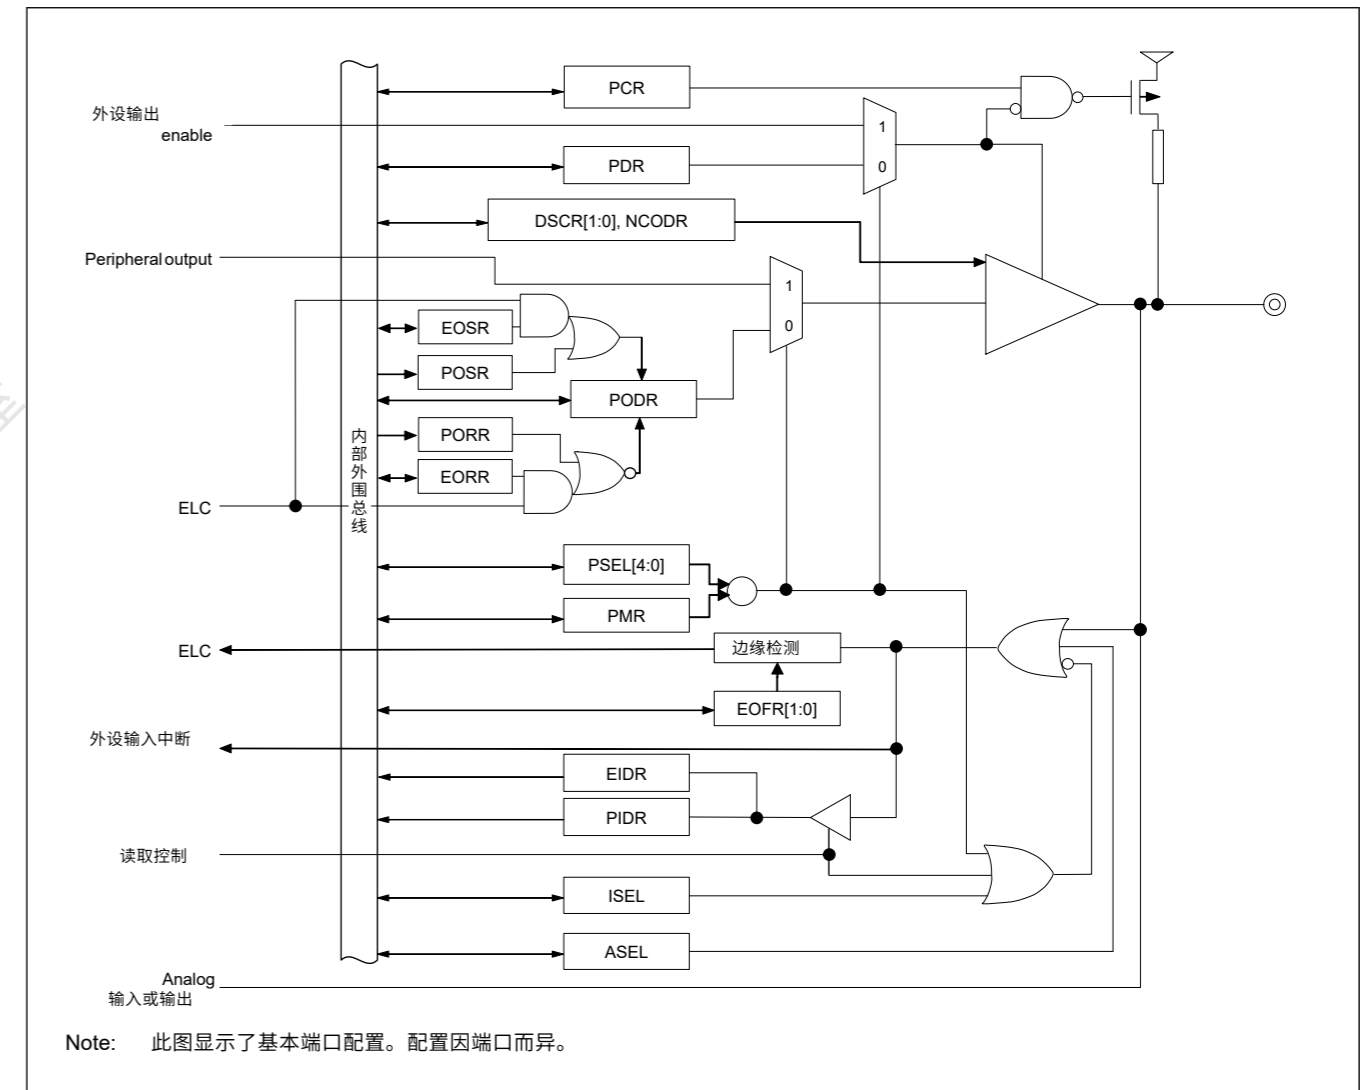 PCR
外设输出
enable
1
PDR
0
DSCR[1:0], NCODR
Peripheral output
1
EOSR
0
POSR
PODR
PORR
内部外围总线
EORR
ELC
PSEL[4:0]
PMR
ELC
边缘检测
EOFR[1:0]
外设输入中断
EIDR
PIDR
读取控制
ISEL
ASEL
Analog
输入或输出
Note: 此图显示了基本端口配置。配置因端口而异。